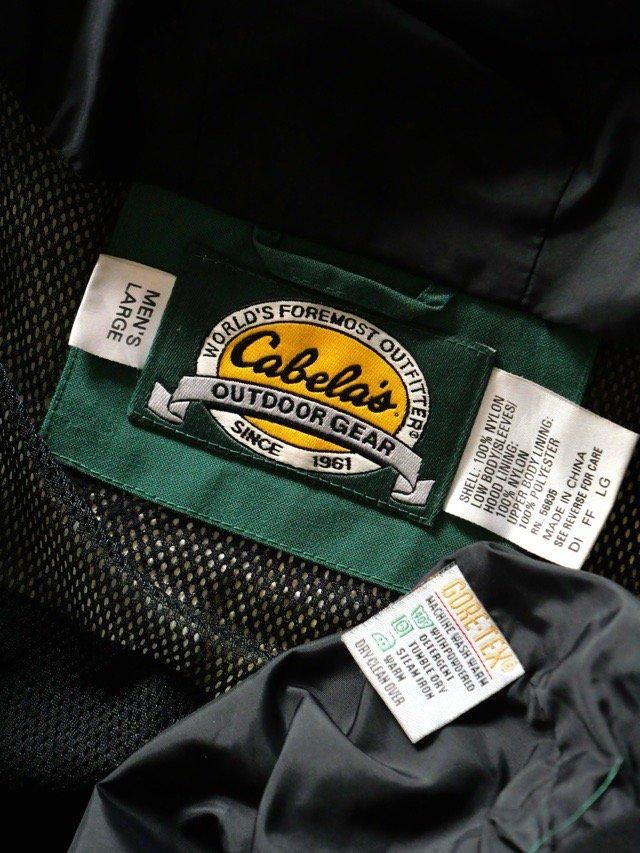 MEN'S
LARGE
WORLD'S FOREMOST OUTFITTER®
Cabela's®
OUTDOOR GEAR
SINCE 1961
SHELL: 100% NYLON
LOW BODY/SLEEVES/
HOOD LINING:
100% NYLON
UPPER BODY LINING:
100% POLYESTER
RN. 56835
MADE IN CHINA
SEE REVERSE FOR CARE
DI FF LG
GORE-TEX®
MACHINE WASH WARM
WITH POWDERED
DETERGENT
TUMBLE DRY
STEAM IRON
WARM
DRY CLEAN OVER